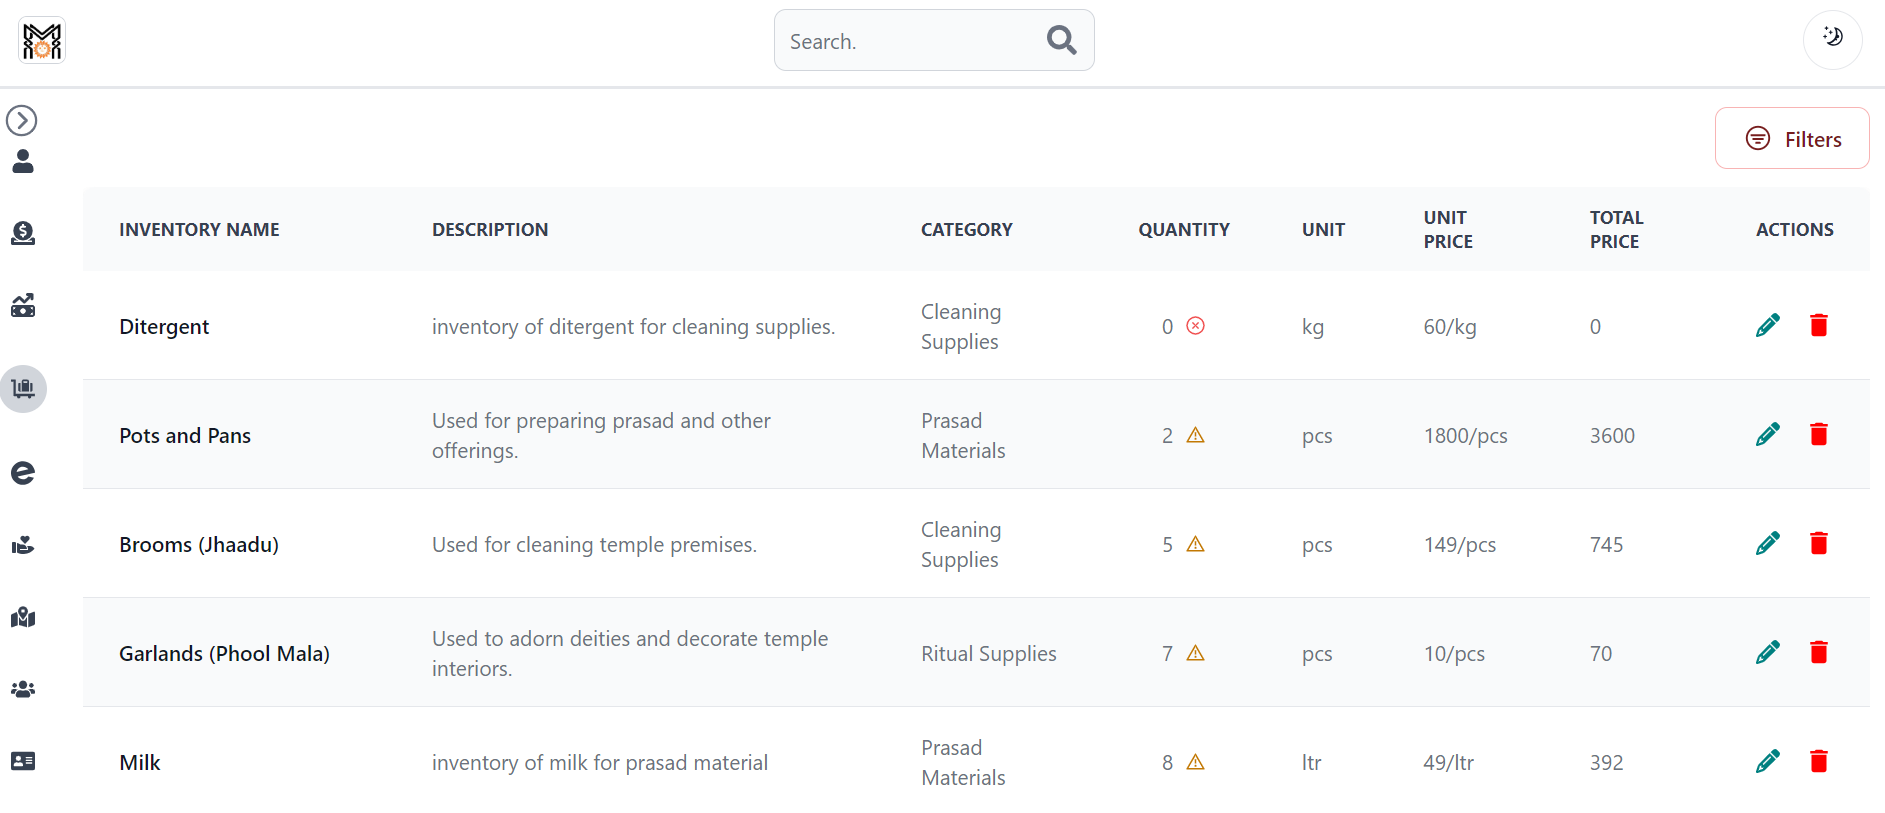 Search.
Filters
INVENTORY NAME DESCRIPTION CATEGORY QUANTITY UNIT UNIT PRICE TOTAL PRICE ACTIONS
Ditergent inventory of ditergent for cleaning supplies. Cleaning Supplies 0 kg 60/kg 0
Pots and Pans Used for preparing prasad and other offerings. Prasad Materials 2 pcs 1800/pcs 3600
Brooms (Jhaadu) Used for cleaning temple premises. Cleaning Supplies 5 pcs 149/pcs 745
Garlands (Phool Mala) Used to adorn deities and decorate temple interiors. Ritual Supplies 7 pcs 10/pcs 70
Milk inventory of milk for prasad material Prasad Materials 8 ltr 49/ltr 392